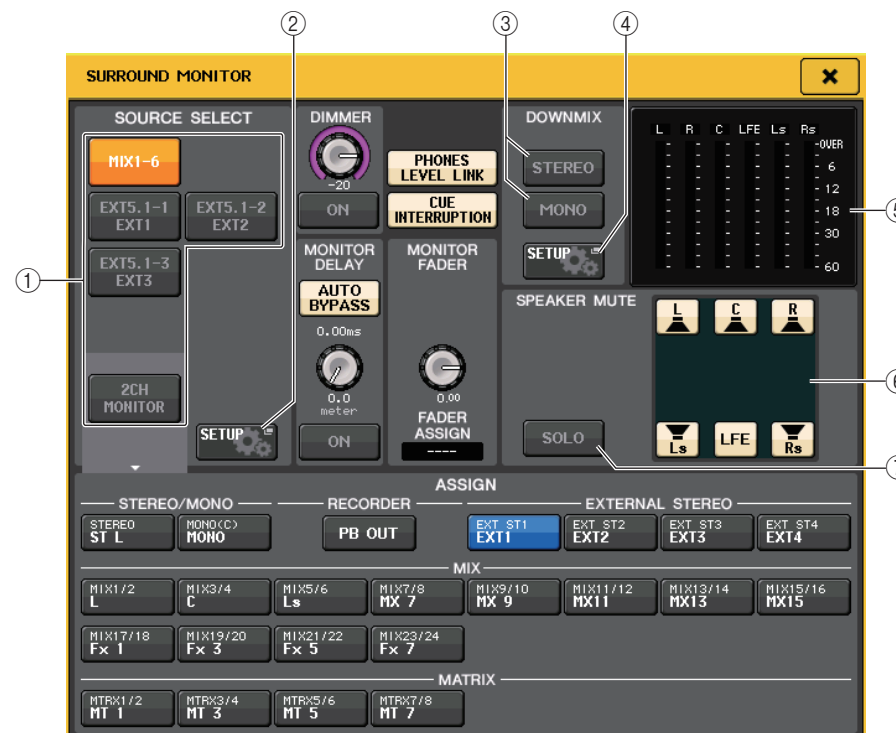 ② ③ ④
SURROUND MONITOR
SOURCE SELECT
MIX1-6
EXT5.1-1
EXT1
EXT5.1-2
EXT2
EXT5.1-3
EXT3
①
2CH
MONITOR
SETUP
DIMMER
-20
ON
PHONES
LEVEL LINK
CUE
INTERRUPTION
MONITOR
DELAY
AUTO
BYPASS
0.00ms
0.0
meter
ON
MONITOR
FADER
0.00
FADER
ASSIGN
----
DOWNMIX
STEREO
MONO
SETUP
L R C LFE Ls Rs
OVER
6
12
18
30
60
⑤
SPEAKER MUTE
L C R
Ls LFE Rs
⑥
SOLO
⑦
ASSIGN
STEREO/MONO
RECORDER
EXTERNAL STEREO
STEREO
ST L
MONO(C)
MONO
PB OUT
EXT ST1
EXT1
EXT ST2
EXT2
EXT ST3
EXT3
EXT ST4
EXT4
MIX
MIX1/2
L
MIX3/4
C
MIX5/6
Ls
MIX7/8
MX 7
MIX9/10
MX 9
MIX11/12
MX11
MIX13/14
MX13
MIX15/16
MX15
MIX17/18
Fx 1
MIX19/20
Fx 3
MIX21/22
Fx 5
MIX23/24
Fx 7
MATRIX
MTRX1/2
MT 1
MTRX3/4
MT 3
MTRX5/6
MT 5
MTRX7/8
MT 7